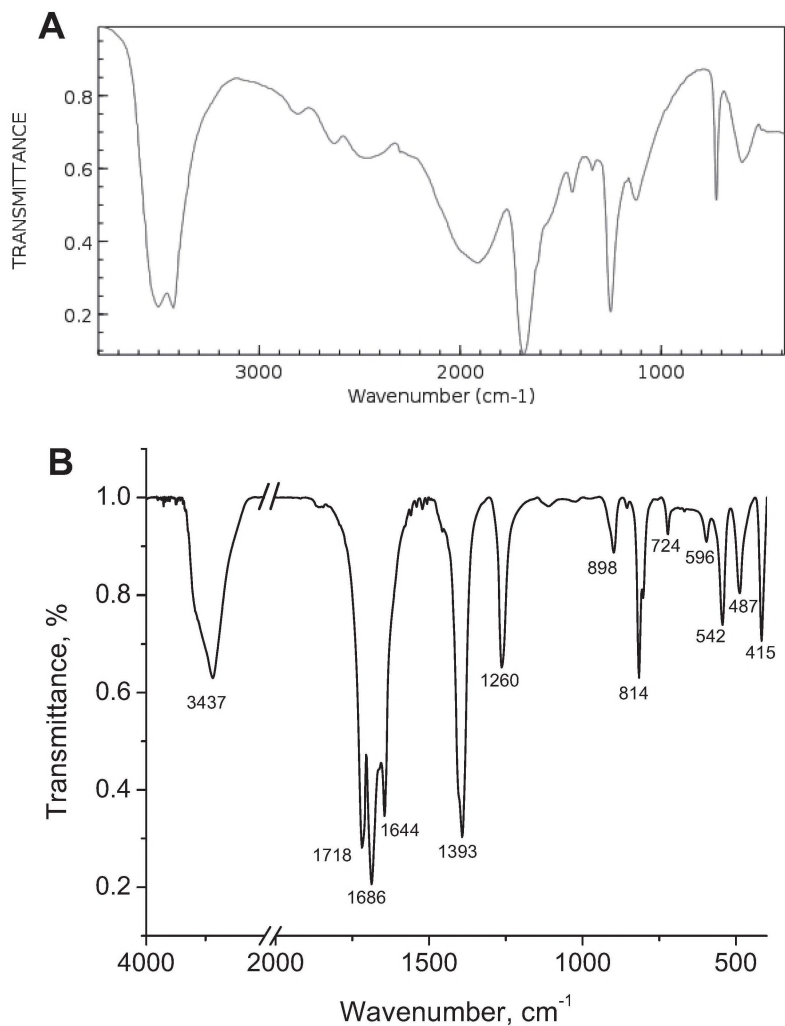 A
TRANSMITTANCE
0.8
0.6
0.4
0.2
3000 2000 1000
Wavenumber (cm-1)
B
Transmittance, %
1.0
0.8
0.6
0.4
0.2
3437
1718
1686
1644
1393
1260
898
814
724
596
542
487
415
4000 2000 1500 1000 500
Wavenumber, cm⁻¹